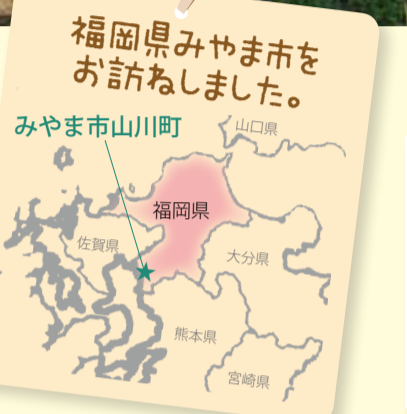 福岡県みやま市を
お訪ねしました。
みやま市山川町
山口県
福岡県
佐賀県
大分県
熊本県
宮崎県